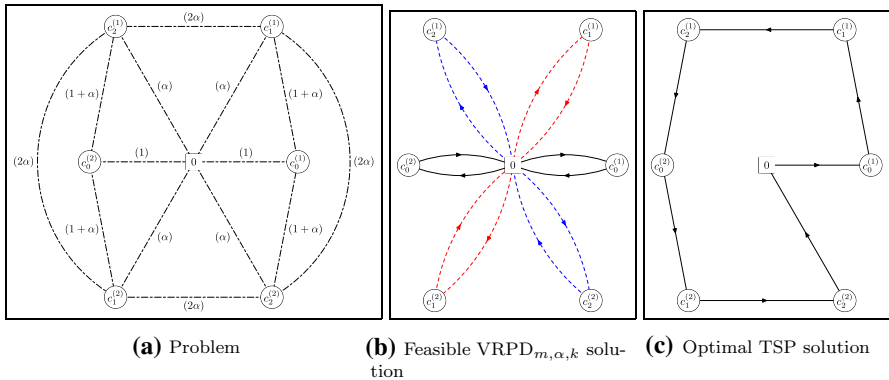 (2α)
c_2^{(1)} c_1^{(1)}
(1 + α) (α) (α) (1 + α)
(2α) c_0^{(2)} (1) 0 (1) c_0^{(1)} (2α)
(1 + α) (α) (α) (1 + α)
c_1^{(2)} c_2^{(2)}
(2α)
(a) Problem
c_2^{(1)} c_1^{(1)}
c_0^{(2)} 0 c_0^{(1)}
c_1^{(2)} c_2^{(2)}
(b) Feasible VRPD_{m,α,k} solu-
tion
c_2^{(1)} c_1^{(1)}
c_0^{(2)} 0 c_0^{(1)}
c_1^{(2)} c_2^{(2)}
(c) Optimal TSP solution